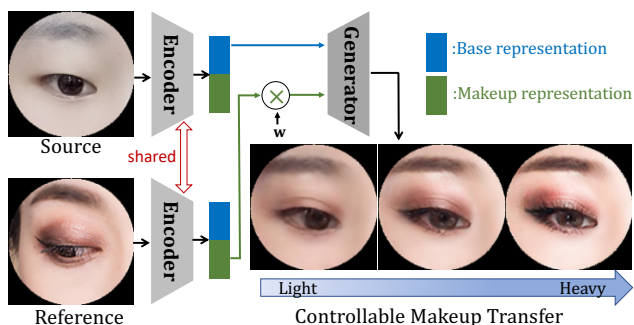 Encoder
Generator
:Base representation
:Makeup representation
w
Source
shared
Encoder
Reference
Light
Heavy
Controllable Makeup Transfer